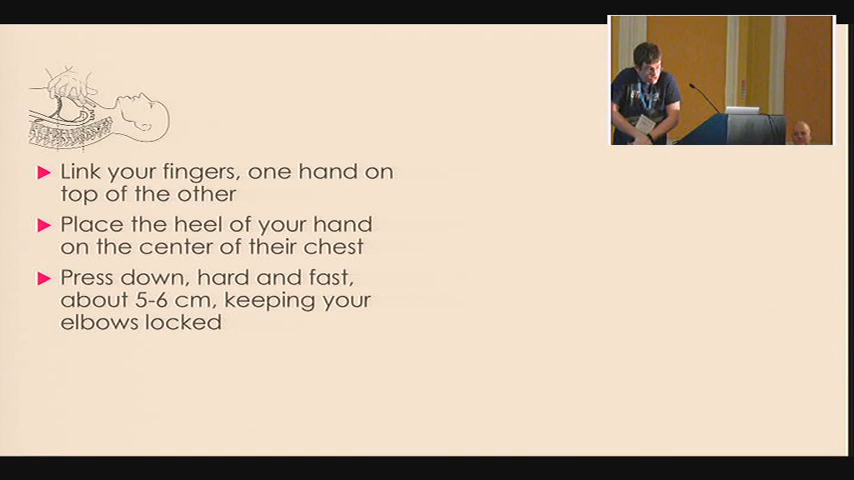 Link your fingers, one hand on
top of the other
Place the heel of your hand
on the center of their chest
Press down, hard and fast,
about 5-6 cm, keeping your
elbows locked